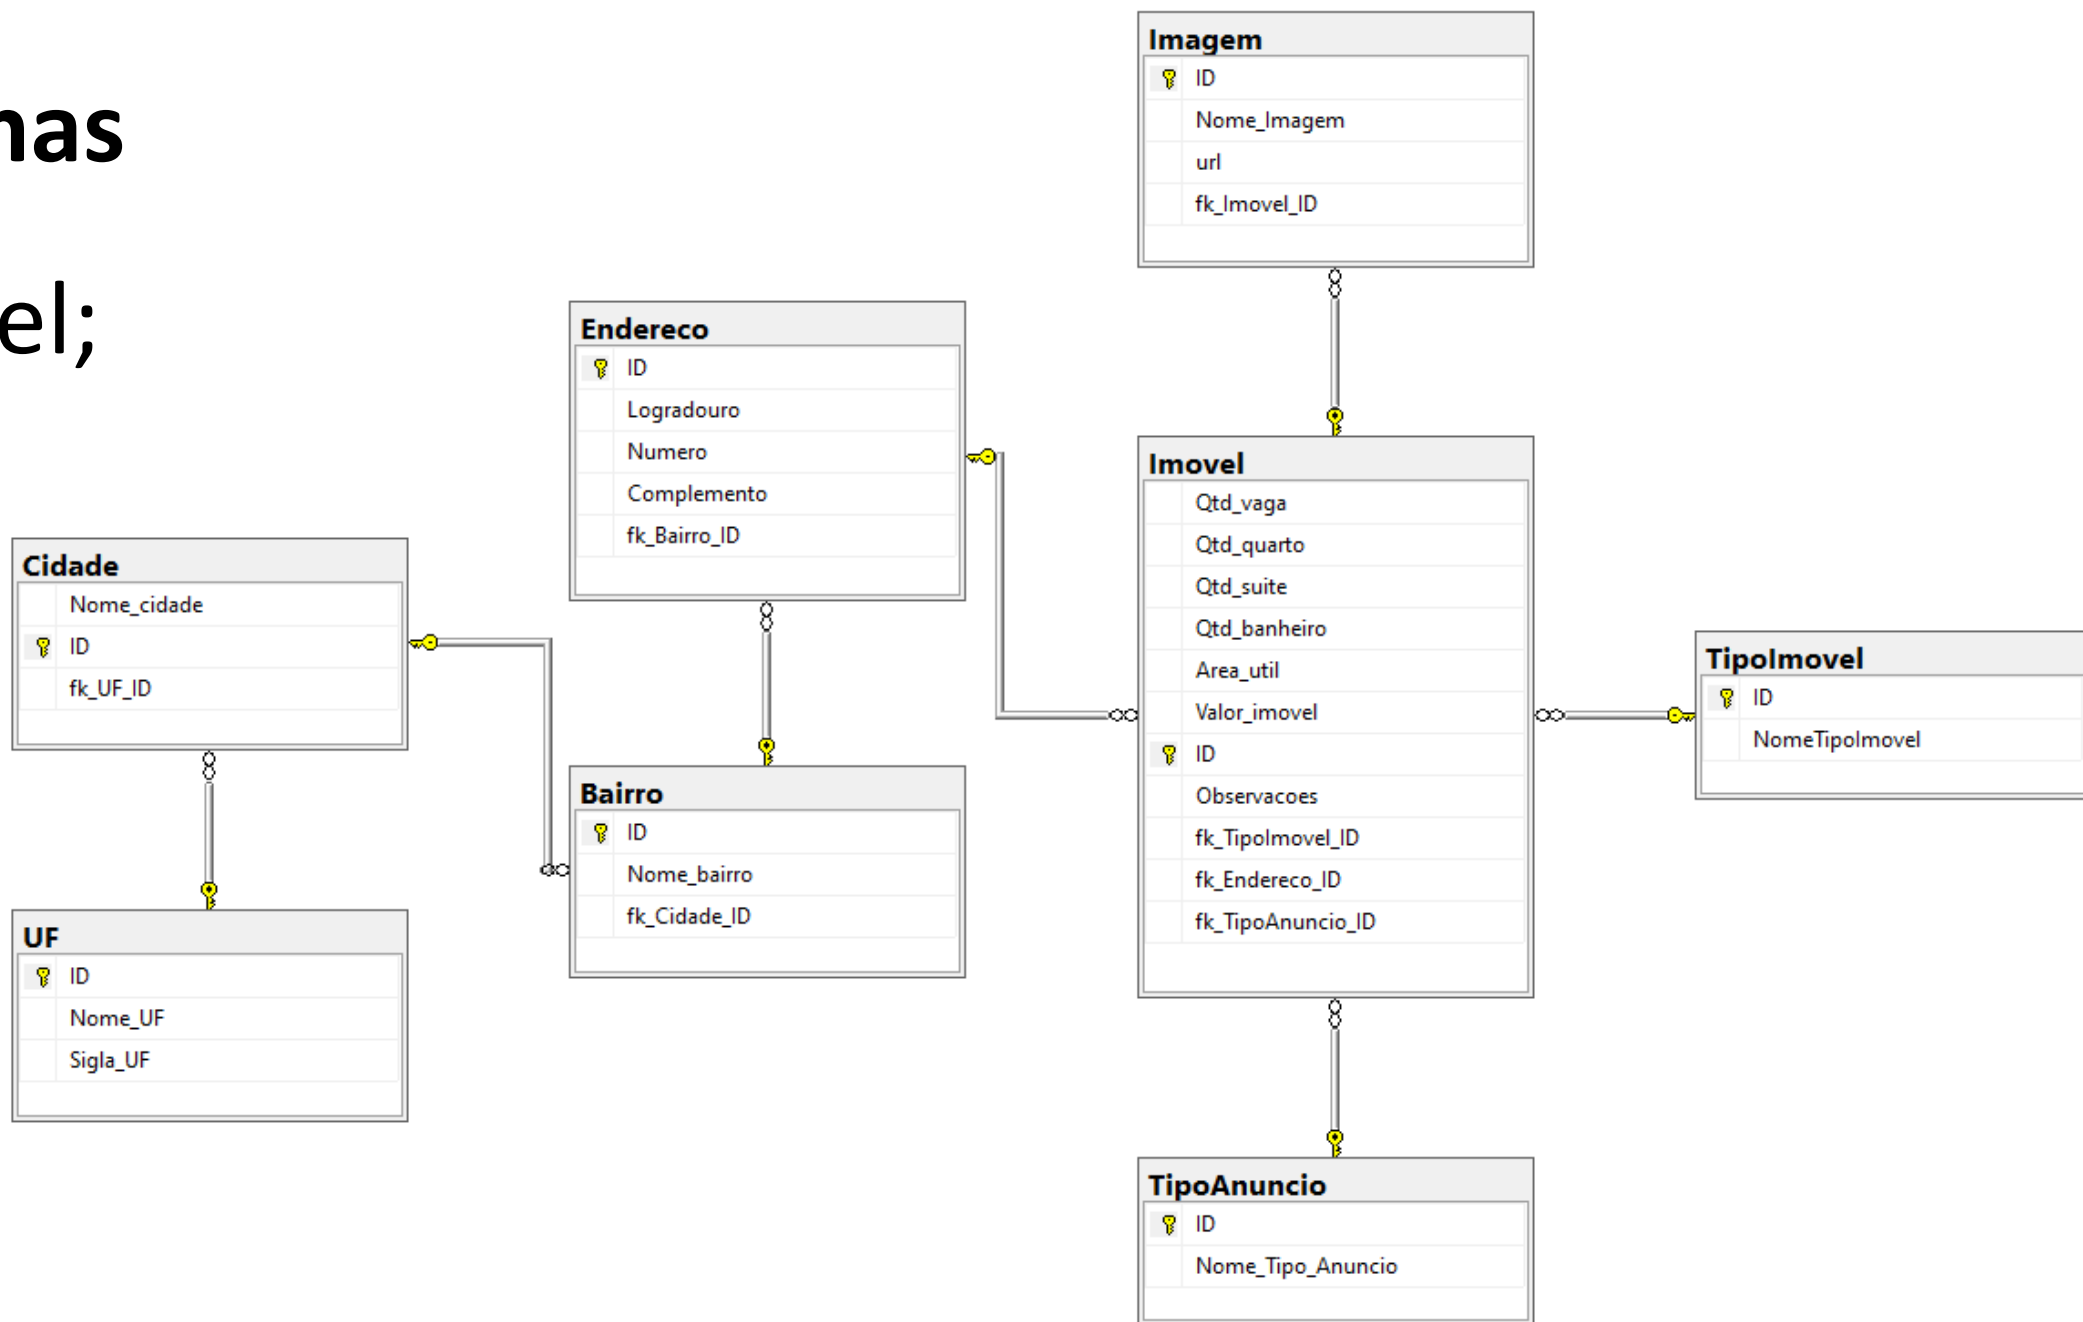 nas
el;
Imagem
ID
Nome_Imagem
url
fk_Imovel_ID
Endereco
ID
Logradouro
Numero
Complemento
fk_Bairro_ID
Cidade
Nome_cidade
ID
fk_UF_ID
UF
ID
Nome_UF
Sigla_UF
Bairro
ID
Nome_bairro
fk_Cidade_ID
Imovel
Qtd_vaga
Qtd_quarto
Qtd_suite
Qtd_banheiro
Area_util
Valor_imovel
ID
Observacoes
fk_TipoImovel_ID
fk_Endereco_ID
fk_TipoAnuncio_ID
TipoImovel
ID
NomeTipoImovel
TipoAnuncio
ID
Nome_Tipo_Anuncio